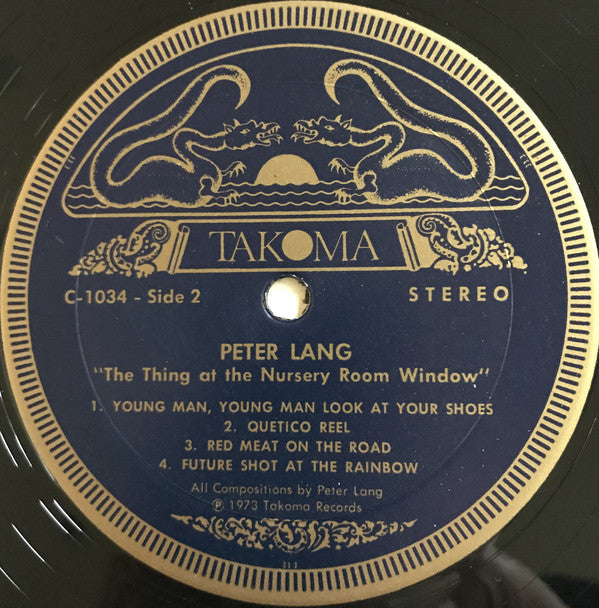 TAKOMA
C-1034 - Side 2
STEREO
PETER LANG
"The Thing at the Nursery Room Window"
1. YOUNG MAN, YOUNG MAN LOOK AT YOUR SHOES
2. QUETICO REEL
3. RED MEAT ON THE ROAD
4. FUTURE SHOT AT THE RAINBOW
All Compositions by Peter Lang
℗ 1973 Takoma Records